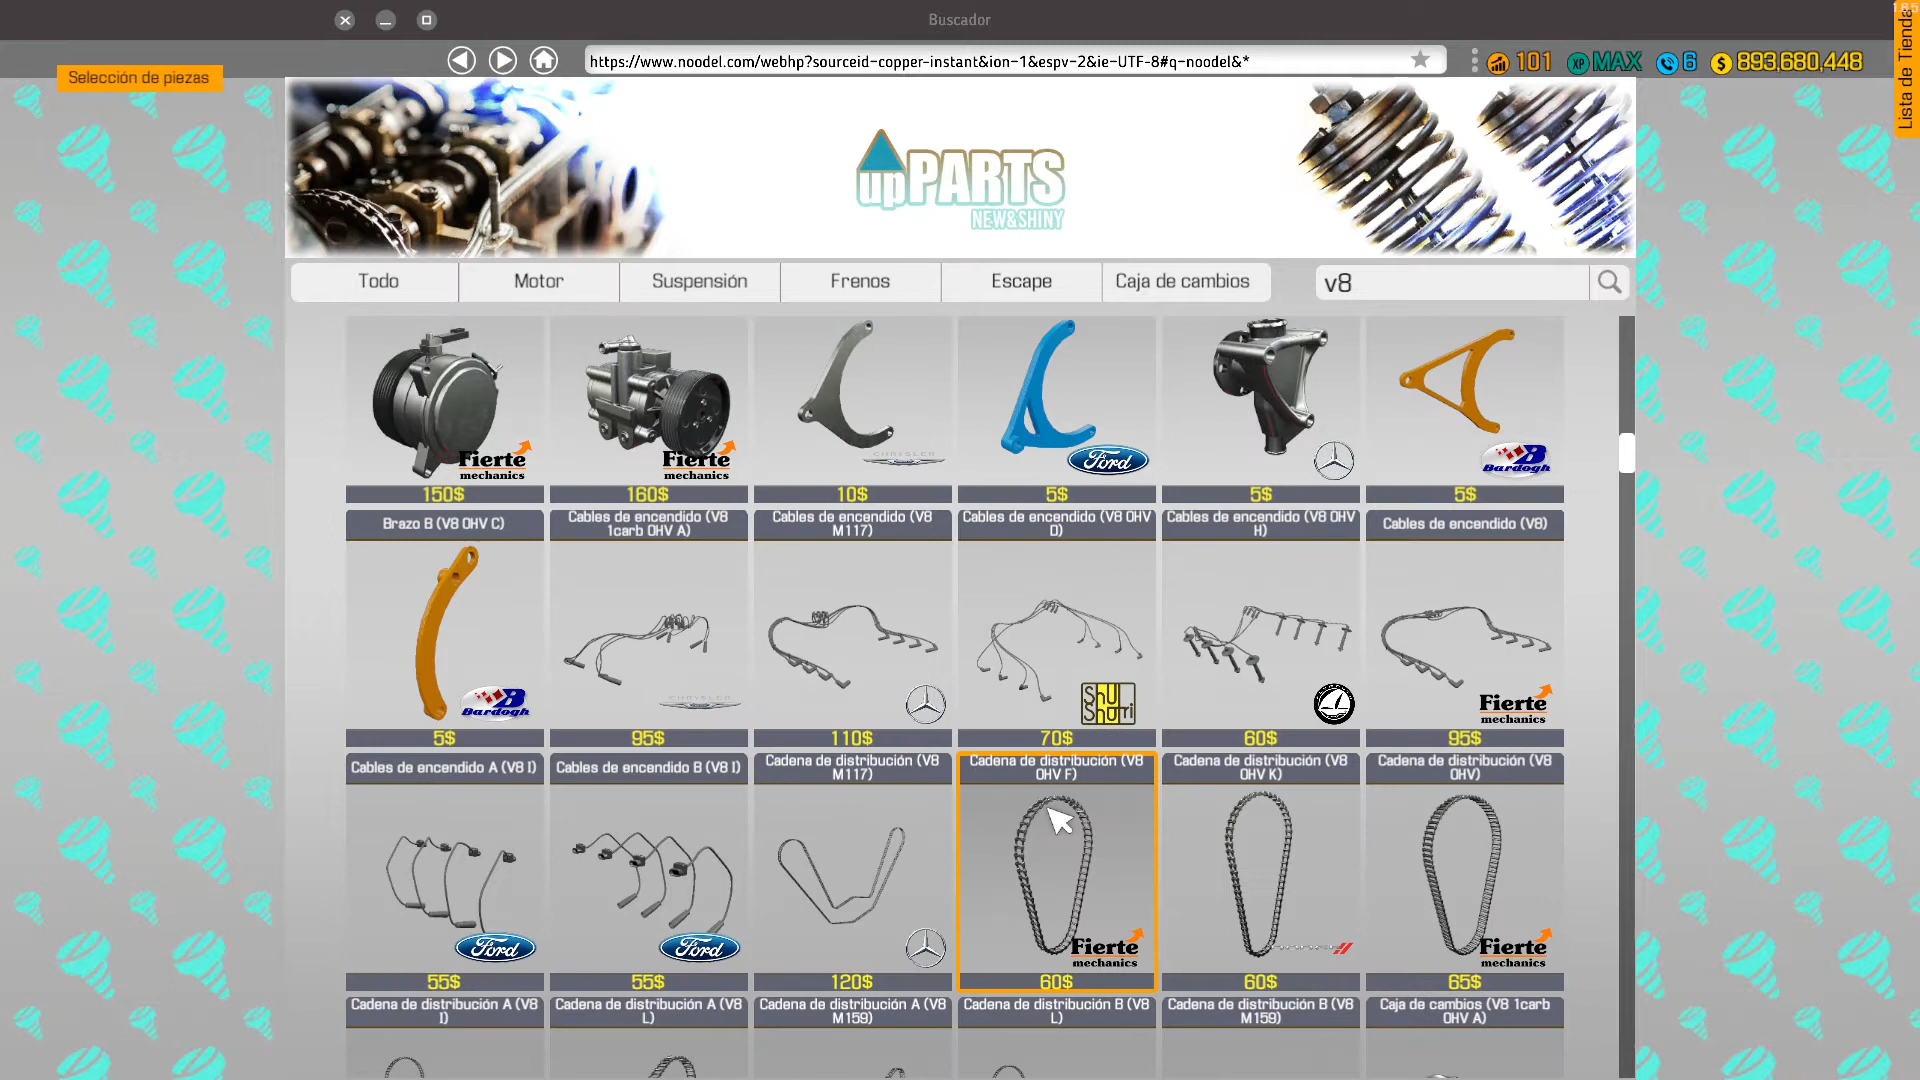 Buscador
1.6.5
Selección de piezas
https://www.noodel.com/webhp?sourceid-copper-instant&ion-1&espv-2&ie-UTF-8#q-noodel&*
101
XP MAX
6
$ 893,680,448
Lista de Tienda
upPARTS
NEW&SHINY
Todo
Motor
Suspensión
Frenos
Escape
Caja de cambios
v8
Fierte
mechanics
Fierte
mechanics
CHRYSLER
Ford
Bardogh
150$
160$
10$
5$
5$
5$
Brazo B (V8 OHV C)
Cables de encendido (V8
1carb OHV A)
Cables de encendido (V8
M117)
Cables de encendido (V8 OHV
D)
Cables de encendido (V8 OHV
H)
Cables de encendido (V8)
Bardogh
CHRYSLER
Shu
Shurri
Fierte
mechanics
5$
95$
110$
70$
60$
95$
Cables de encendido A (V8 I)
Cables de encendido B (V8 I)
Cadena de distribución (V8
M117)
Cadena de distribución (V8
OHV F)
Cadena de distribución (V8
OHV K)
Cadena de distribución (V8
OHV)
Ford
Ford
Fierte
mechanics
Fierte
mechanics
55$
55$
120$
60$
60$
65$
Cadena de distribución A (V8
I)
Cadena de distribución A (V8
L)
Cadena de distribución A (V8
M159)
Cadena de distribución B (V8
L)
Cadena de distribución B (V8
M159)
Caja de cambios (V8 1carb
OHV A)